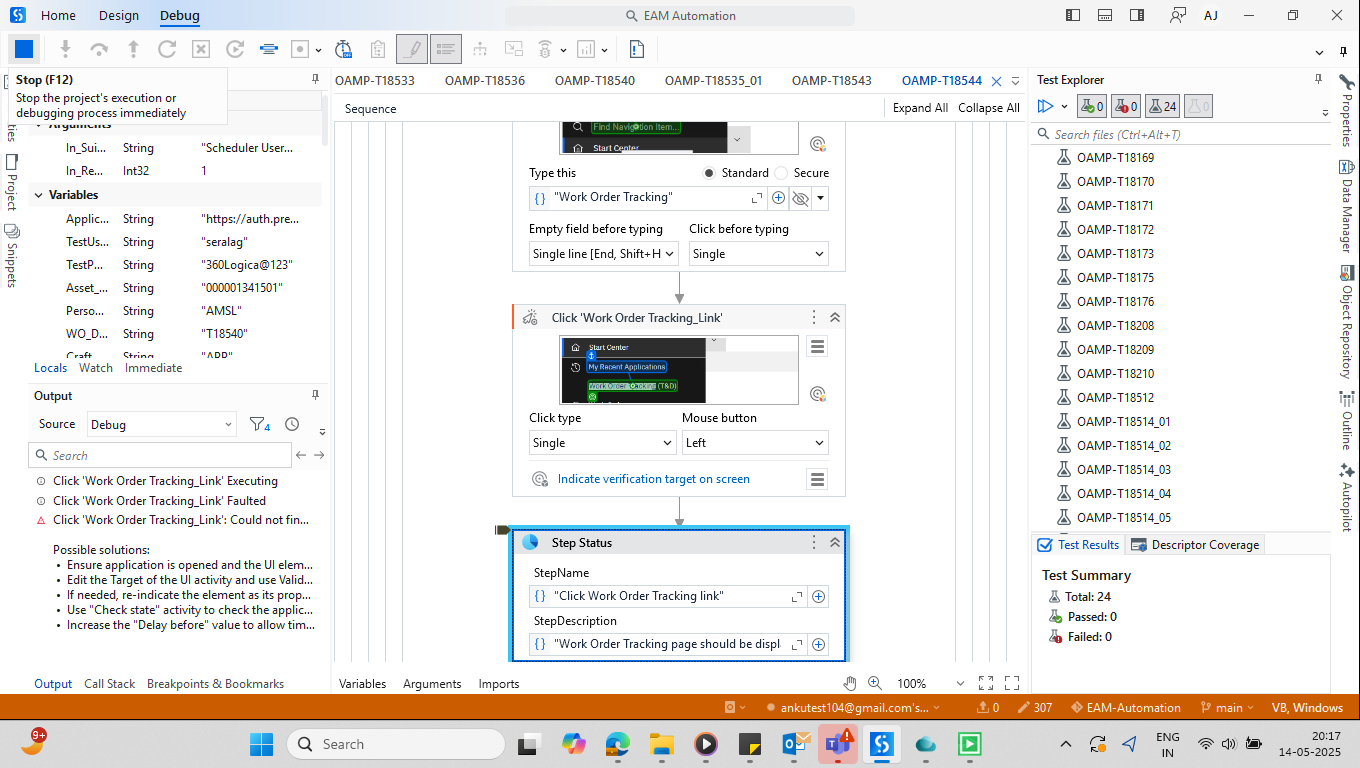 Home
Design
Debug
EAM Automation
AJ
Stop (F12)
Stop the project's execution or
debugging process immediately
Arguments
In_Sui... String "Scheduler User...
In_Re... Int32 1
Variables
Applic... String "https://auth.pre...
TestUs... String "seralag"
TestP... String "360Logica@123"
Asset_... String "000001341501"
Perso... String "AMSL"
WO_D... String "T18540"
Craft String "APP"
Locals Watch Immediate
Output
Source Debug 4
Search
Click 'Work Order Tracking_Link' Executing
Click 'Work Order Tracking_Link' Faulted
Click 'Work Order Tracking_Link': Could not fin...
Possible solutions:
• Ensure application is opened and the UI elem...
• Edit the Target of the UI activity and use Valid...
• If needed, re-indicate the element as its prop...
• Use "Check state" activity to check the applic...
• Increase the "Delay before" value to allow tim...
Output Call Stack Breakpoints & Bookmarks
Project
Snippets
OAMP-T18533 OAMP-T18536 OAMP-T18540 OAMP-T18535_01 OAMP-T18543 OAMP-T18544
Sequence
Expand All Collapse All
Find Navigation Item...
Start Center
Type this Standard Secure
"Work Order Tracking"
Empty field before typing Click before typing
Single line [End, Shift+H Single
Click 'Work Order Tracking_Link'
Start Center
My Recent Applications
Work Order Tracking (T&D)
Click type Mouse button
Single Left
Indicate verification target on screen
Step Status
StepName
"Click Work Order Tracking link"
StepDescription
"Work Order Tracking page should be displ
Variables Arguments Imports
100%
Test Explorer
0 0 24 0
Search files (Ctrl+Alt+T)
OAMP-T18169
OAMP-T18170
OAMP-T18171
OAMP-T18172
OAMP-T18173
OAMP-T18175
OAMP-T18176
OAMP-T18208
OAMP-T18209
OAMP-T18210
OAMP-T18512
OAMP-T18514_01
OAMP-T18514_02
OAMP-T18514_03
OAMP-T18514_04
OAMP-T18514_05
Test Results Descriptor Coverage
Test Summary
Total: 24
Passed: 0
Failed: 0
Properties
Data Manager
Object Repository
Outline
Autopilot
ankutest104@gmail.com's... 0 307 EAM-Automation main VB, Windows
9+
Search
ENG
IN
20:17
14-05-2025